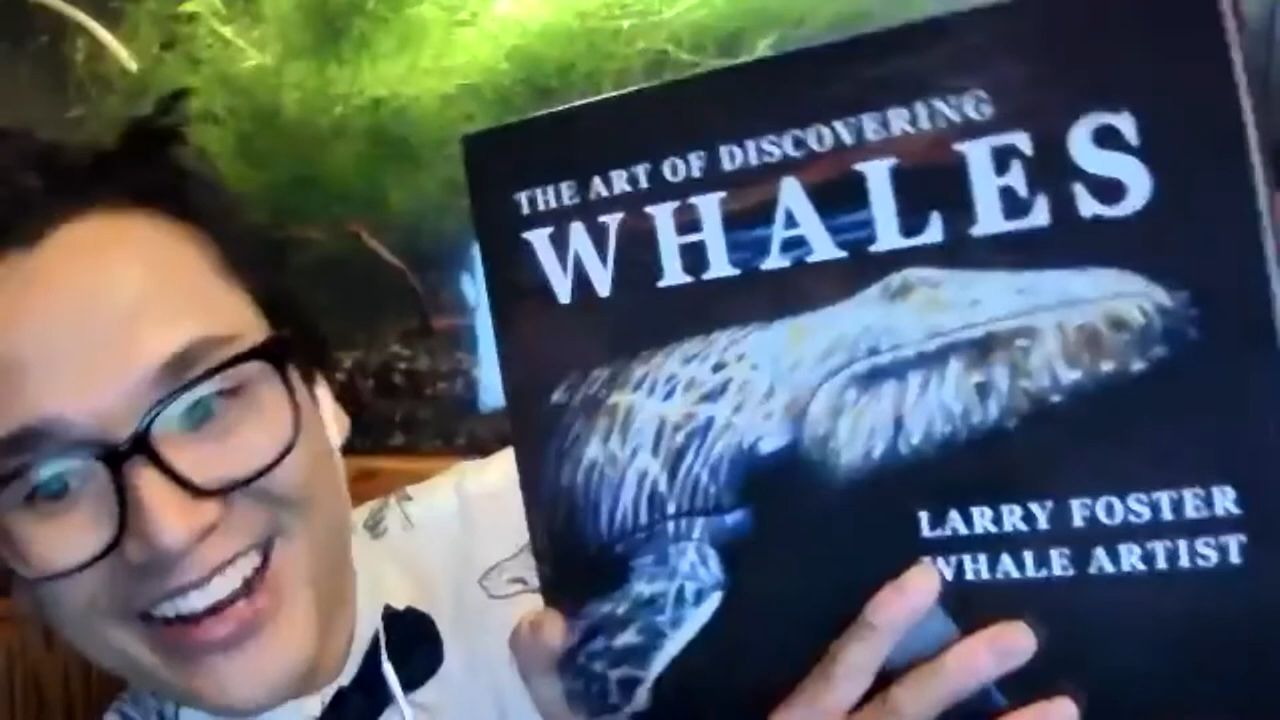 THE ART OF DISCOVERING
WHALES
LARRY FOSTER
WHALE ARTIST